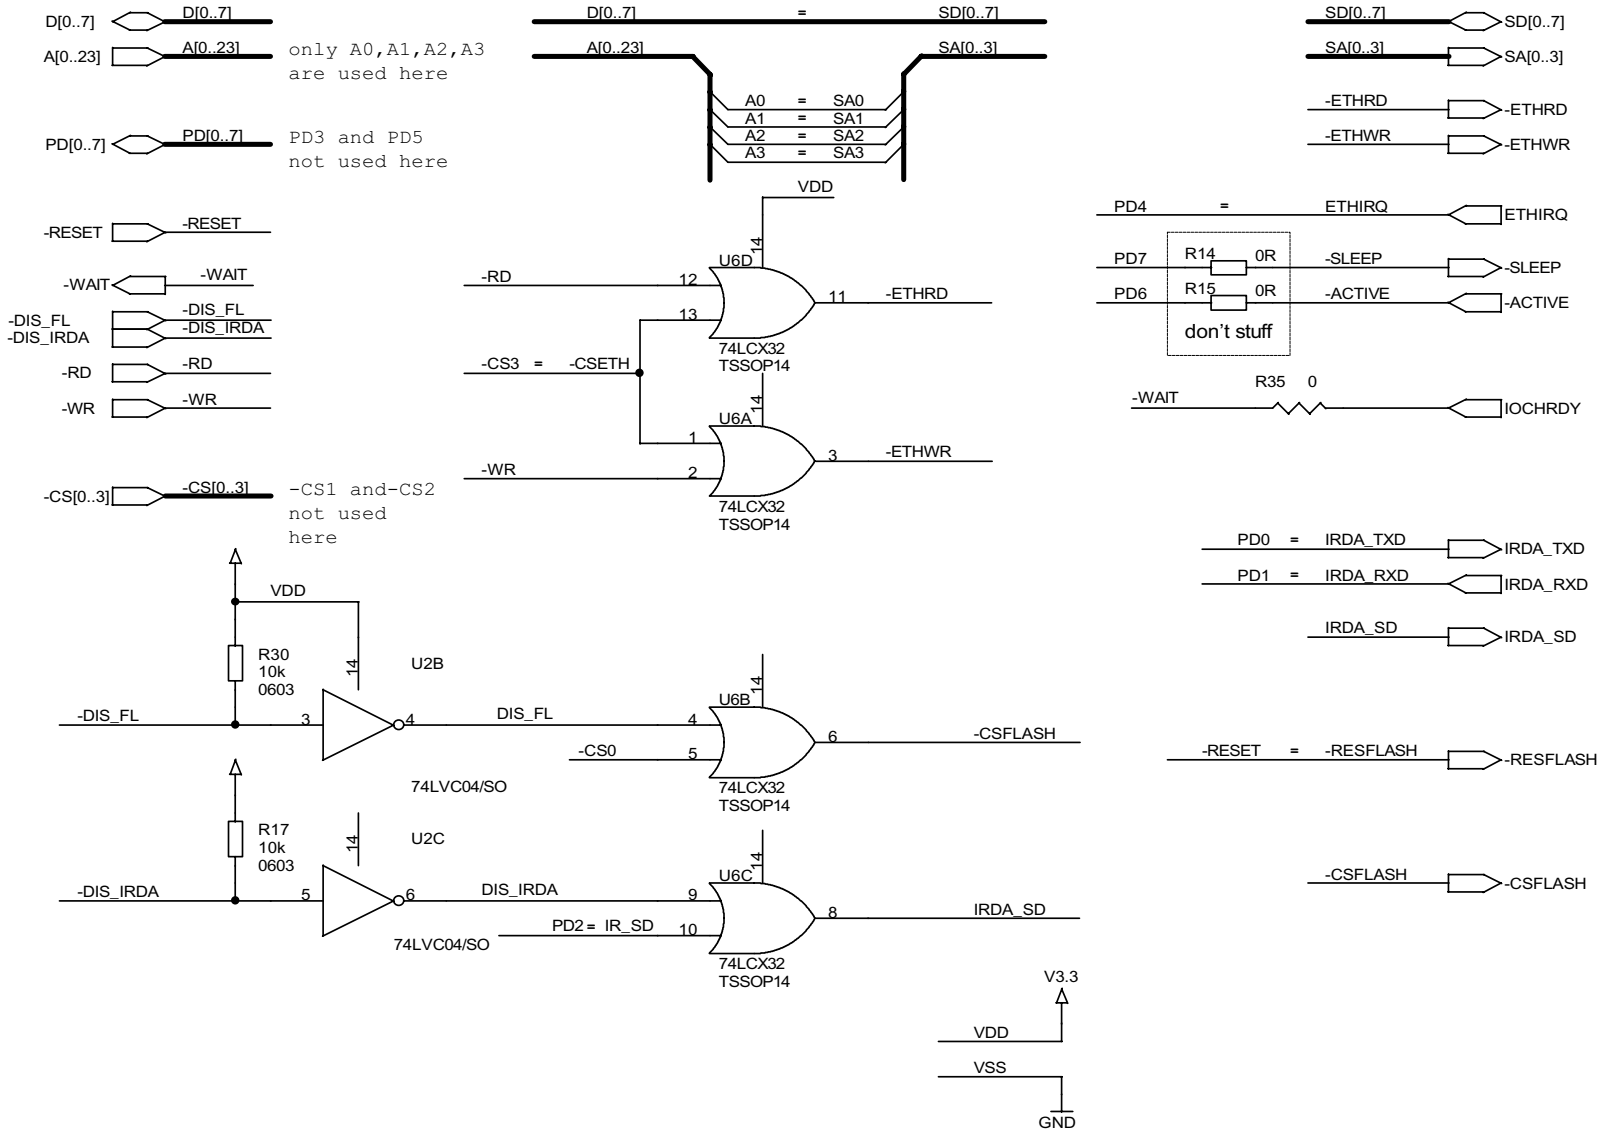 D[0..7] D[0..7] D[0..7] = SD[0..7] SD[0..7] SD[0..7]
A[0..23] A[0..23] only A0,A1,A2,A3 A[0..23] SA[0..3] SA[0..3] SA[0..3]
are used here
A0 = SA0 -ETHRD -ETHRD
A1 = SA1
PD[0..7] PD[0..7] PD3 and PD5 A2 = SA2 -ETHWR -ETHWR
not used here A3 = SA3
VDD
PD4 = ETHIRQ ETHIRQ
-RESET -RESET
14
U6D R14 0R
PD7 -SLEEP -SLEEP
-WAIT -WAIT -RD 12
R15 0R
11 -ETHRD PD6 -ACTIVE -ACTIVE
-DIS_FL -DIS_FL 13
-DIS_IRDA -DIS_IRDA don't stuff
74LCX32
TSSOP14
-RD -RD -CS3 = -CSETH
R35 0
-WR -WR 14 -WAIT IOCHRDY
U6A
1
3 -ETHWR
-WR 2
-CS[0..3] -CS[0..3] -CS1 and-CS2
not used 74LCX32
here TSSOP14
PD0 = IRDA_TXD IRDA_TXD
PD1 = IRDA_RXD IRDA_RXD
VDD
IRDA_SD IRDA_SD
R30
10k
0603
14 U2B
14
U6B
-DIS_FL 3 4 DIS_FL 4
6 -CSFLASH
-CS0 5 -RESET = -RESFLASH -RESFLASH
74LVC04/SO 74LCX32
TSSOP14
R17
10k
0603
14 U2C
14
U6C -CSFLASH -CSFLASH
-DIS_IRDA 5 6 DIS_IRDA 9
8 IRDA_SD
PD2 = IR_SD 10
74LVC04/SO
74LCX32
TSSOP14
V3.3
VDD
VSS
GND